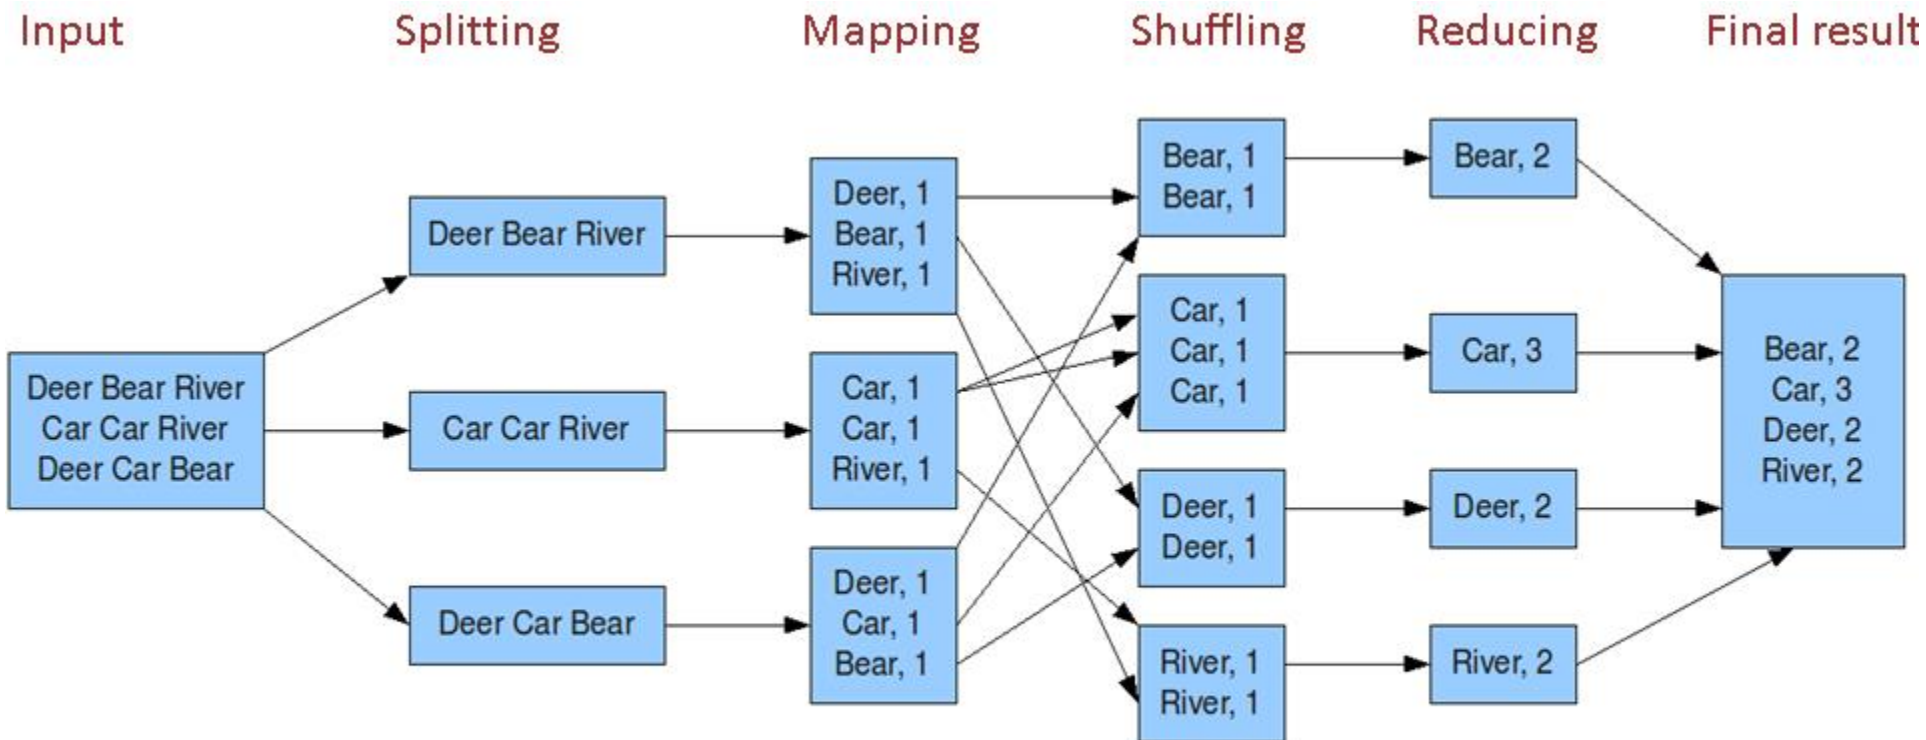 Input
Splitting
Mapping
Shuffling
Reducing
Final result
Deer Bear River
Car Car River
Deer Car Bear
Deer Bear River
Car Car River
Deer Car Bear
Deer, 1
Bear, 1
River, 1
Car, 1
Car, 1
River, 1
Deer, 1
Car, 1
Bear, 1
Bear, 1
Bear, 1
Car, 1
Car, 1
Car, 1
Deer, 1
Deer, 1
River, 1
River, 1
Bear, 2
Car, 3
Deer, 2
River, 2
Bear, 2
Car, 3
Deer, 2
River, 2